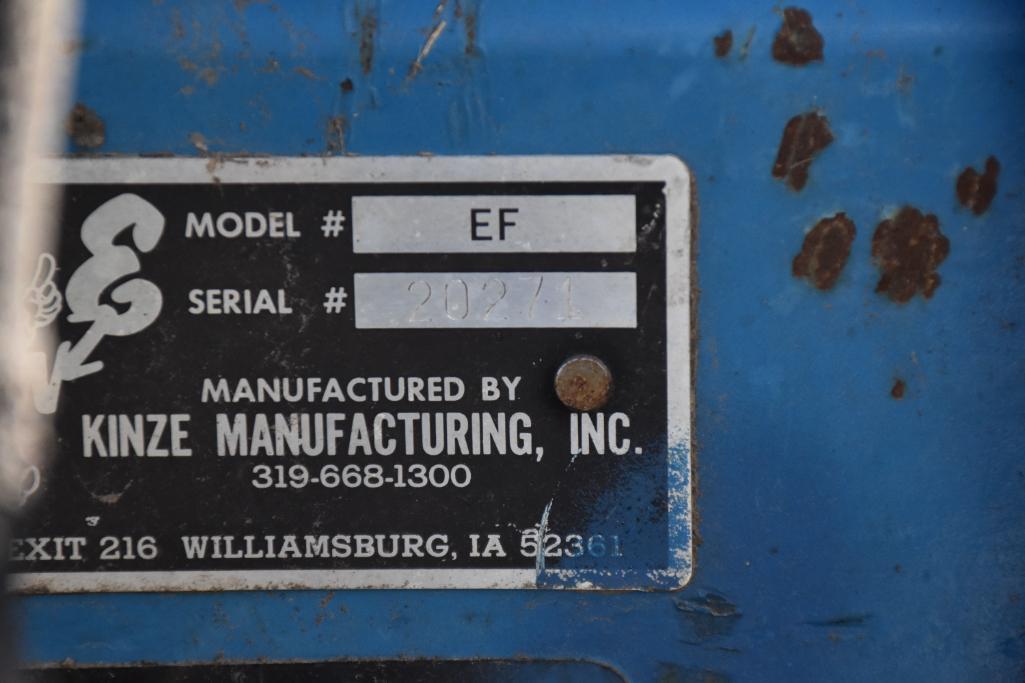 MODEL # EF
SERIAL # 20271
MANUFACTURED BY
KINZE MANUFACTURING, INC.
319-668-1300
EXIT 216 WILLIAMSBURG, IA 52361